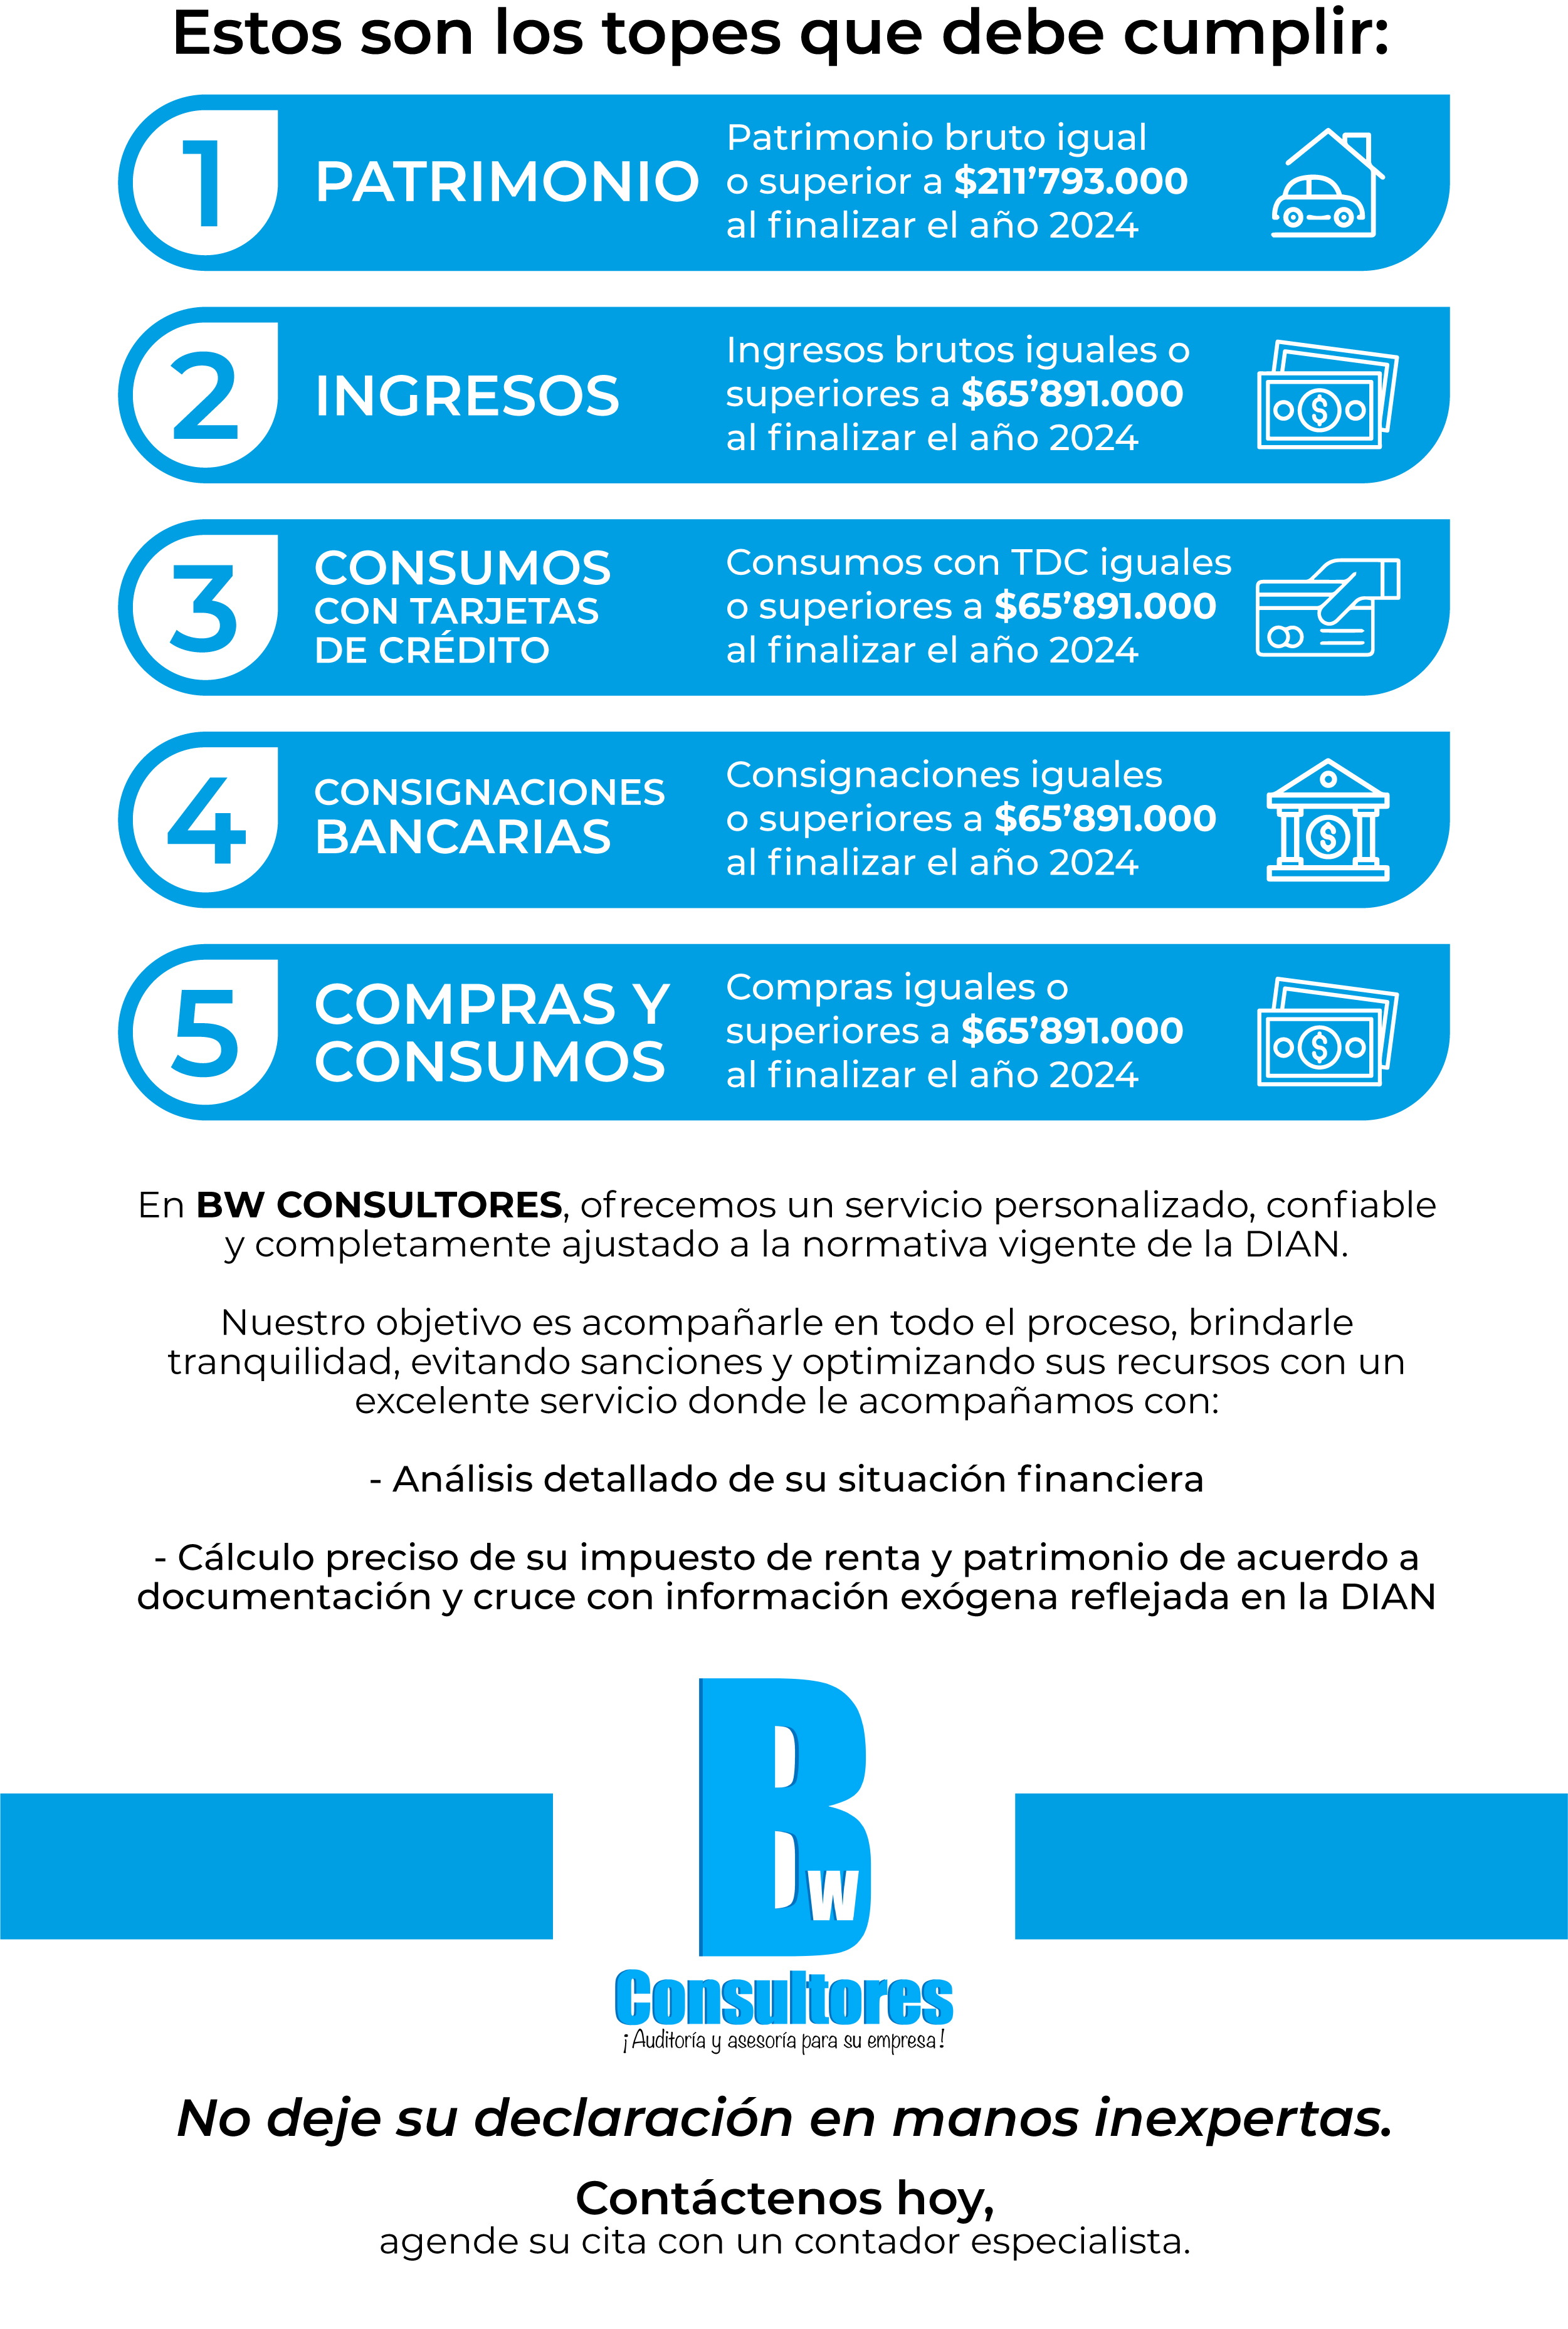 Estos son los topes que debe cumplir:
1
PATRIMONIO
Patrimonio bruto igual
o superior a $211’793.000
al finalizar el año 2024
2
INGRESOS
Ingresos brutos iguales o
superiores a $65’891.000
al finalizar el año 2024
$
3
CONSUMOS
CON TARJETAS
DE CRÉDITO
Consumos con TDC iguales
o superiores a $65’891.000
al finalizar el año 2024
4
CONSIGNACIONES
BANCARIAS
Consignaciones iguales
o superiores a $65’891.000
al finalizar el año 2024
$
5
COMPRAS Y
CONSUMOS
Compras iguales o
superiores a $65’891.000
al finalizar el año 2024
$
En BW CONSULTORES, ofrecemos un servicio personalizado, confiable
y completamente ajustado a la normativa vigente de la DIAN.
Nuestro objetivo es acompañarle en todo el proceso, brindarle
tranquilidad, evitando sanciones y optimizando sus recursos con un
excelente servicio donde le acompañamos con:
- Análisis detallado de su situación financiera
- Cálculo preciso de su impuesto de renta y patrimonio de acuerdo a
documentación y cruce con información exógena reflejada en la DIAN
BW
Consultores
¡Auditoría y asesoría para su empresa!
No deje su declaración en manos inexpertas.
Contáctenos hoy,
agende su cita con un contador especialista.